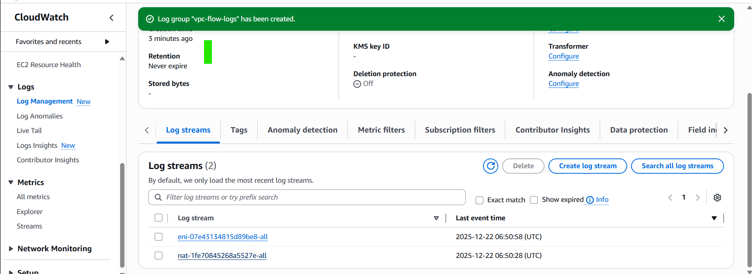 CloudWatch
Favorites and recents
EC2 Resource Health
Logs
Log Management New
Log Anomalies
Live Tail
Logs Insights New
Contributor Insights
Metrics
All metrics
Explorer
Streams
Network Monitoring
Setup
Log group "vpc-flow-logs" has been created.
3 minutes ago
Retention
Never expire
Stored bytes
-
KMS key ID
-
Deletion protection
Off
Configure
Transformer
Configure
Anomaly detection
Configure
Log streams
Tags
Anomaly detection
Metric filters
Subscription filters
Contributor Insights
Data protection
Field in
Log streams (2)
Delete
Create log stream
Search all log streams
By default, we only load the most recent log streams.
Filter log streams or try prefix search
Exact match
Show expired
Info
1
Log stream
Last event time
eni-07e43134815d89be8-all
2025-12-22 06:50:58 (UTC)
nat-1fe70845268a5527e-all
2025-12-22 06:50:28 (UTC)